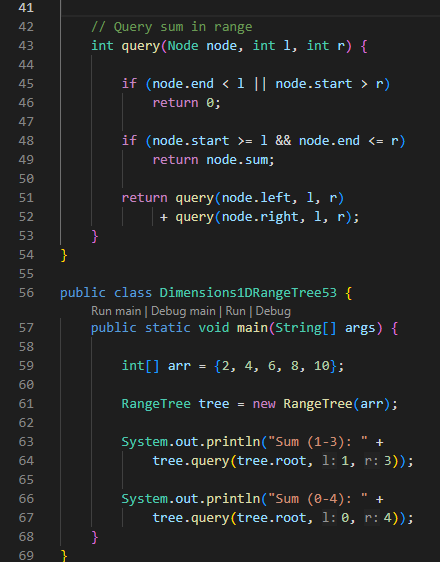 41
42 // Query sum in range
43 int query(Node node, int l, int r) {
44
45 if (node.end < l || node.start > r)
46 return 0;
47
48 if (node.start >= l && node.end <= r)
49 return node.sum;
50
51 return query(node.left, l, r)
52 + query(node.right, l, r);
53 }
54 }
55
56 public class Dimensions1DRangeTree53 {
Run main | Debug main | Run | Debug
57 public static void main(String[] args) {
58
59 int[] arr = {2, 4, 6, 8, 10};
60
61 RangeTree tree = new RangeTree(arr);
62
63 System.out.println("Sum (1-3): " +
64 tree.query(tree.root, l: 1, r: 3));
65
66 System.out.println("Sum (0-4): " +
67 tree.query(tree.root, l: 0, r: 4));
68 }
69 }